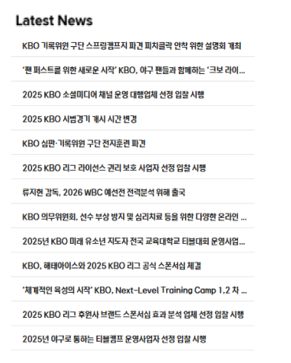 Latest News
KBO 기록위원 구단 스프링캠프지 파견 피치클락 안착 위한 설명회 개최
'팬 퍼스트를 위한 새로운 시작' KBO, 야구 팬들과 함께하는 '크보 라이...
2025 KBO 소셜미디어 채널 운영 대행업체 선정 입찰 시행
2025 KBO 시범경기 개시 시간 변경
KBO 심판·기록위원 구단 전지훈련 파견
2025 KBO 리그 라이선스 권리 보호 사업자 선정 입찰 시행
류지현 감독, 2026 WBC 예선전 전력분석 위해 출국
KBO 의무위원회, 선수 부상 방지 및 심리치료 등을 위한 다양한 온라인 ...
2025년 KBO 미래 유소년 지도자 전국 교육대학교 티볼대회 운영사업...
KBO, 해태아이스와 2025 KBO 리그 공식 스폰서십 체결
'체계적인 육성의 시작' KBO, Next-Level Training Camp 1,2 차 ...
2025 KBO 리그 후원사 브랜드 스폰서십 효과 분석 업체 선정 입찰 시행
2025년 야구로 통하는 티볼캠프 운영사업자 선정 입찰 시행